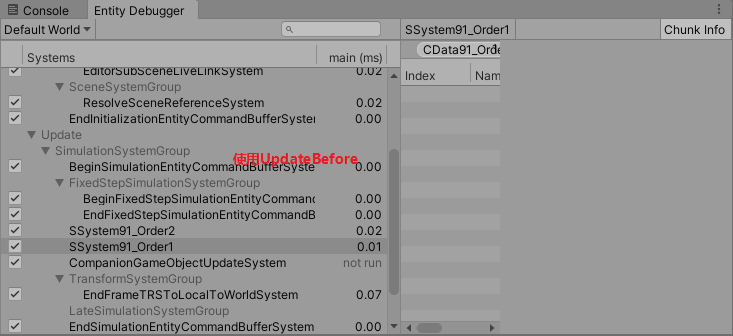 Console
Entity Debugger
Default World
SSystem91_Order1
Chunk Info
Systems
main (ms)
CData91_Orde
Index
Nam
EditorSubSceneLiveLinkSystem
0.02
SceneSystemGroup
ResolveSceneReferenceSystem
0.02
EndInitializationEntityCommandBufferSystem
0.00
Update
SimulationSystemGroup
使用UpdateBefore
BeginSimulationEntityCommandBufferSyste
0.00
FixedStepSimulationSystemGroup
BeginFixedStepSimulationEntityCommand
0.00
EndFixedStepSimulationEntityCommandB
0.00
SSystem91_Order2
0.02
SSystem91_Order1
0.01
CompanionGameObjectUpdateSystem
not run
TransformSystemGroup
EndFrameTRSToLocalToWorldSystem
0.07
LateSimulationSystemGroup
EndSimulationEntityCommandBufferSystem
0.00